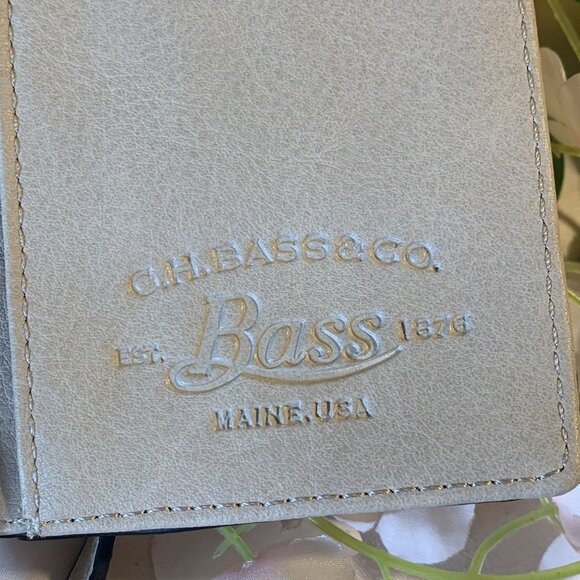 G.H. BASS & CO.
EST. Bass 1876
MAINE, USA